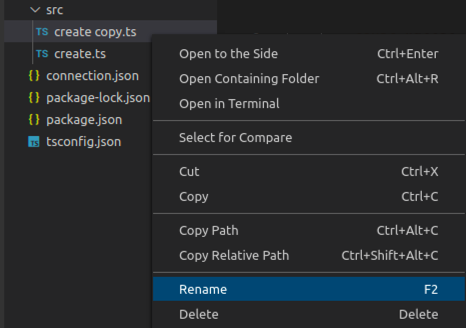 src
TS create copy.ts
TS create.ts
{ } connection.json
{ } package-lock.json
{ } package.json
TS tsconfig.json
Open to the Side Ctrl+Enter
Open Containing Folder Ctrl+Alt+R
Open in Terminal
Select for Compare
Cut Ctrl+X
Copy Ctrl+C
Copy Path Ctrl+Alt+C
Copy Relative Path Ctrl+Shift+Alt+C
Rename F2
Delete Delete